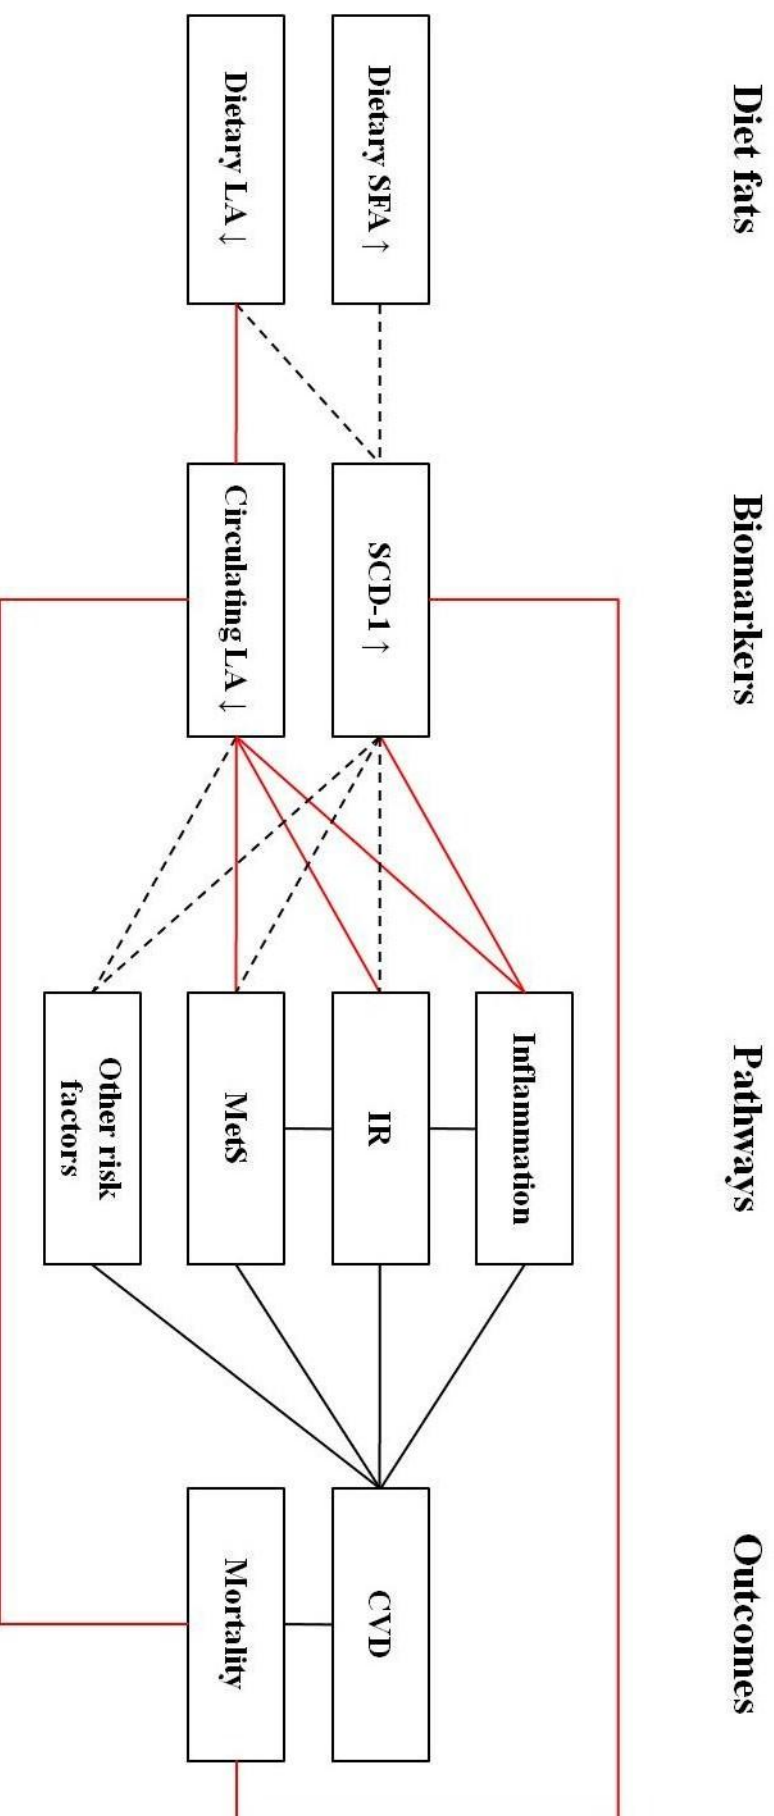 Diet fats
Biomarkers
Pathways
Outcomes
Dietary SFA ↑
Dietary LA ↓
SCD-1 ↑
Circulating LA ↓
Inflammation
IR
MetS
Other risk
factors
CVD
Mortality